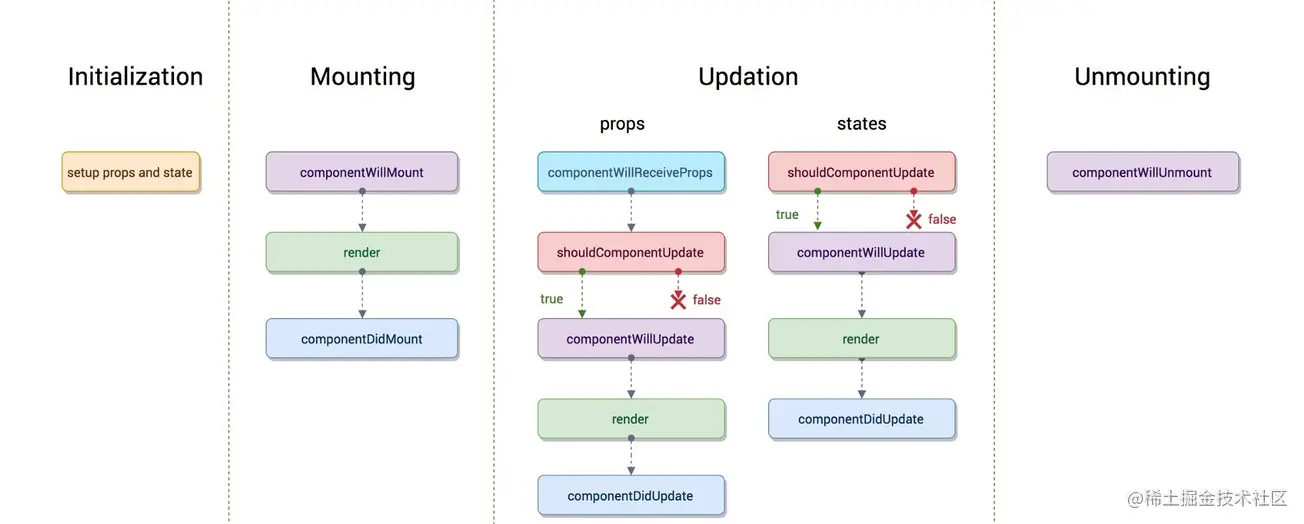 Initialization
setup props and state
Mounting
componentWillMount
render
componentDidMount
Updation
props
componentWillReceiveProps
shouldComponentUpdate
true
false
componentWillUpdate
render
componentDidUpdate
states
shouldComponentUpdate
true
false
componentWillUpdate
render
componentDidUpdate
Unmounting
componentWillUnmount
@稀土掘金技术社区